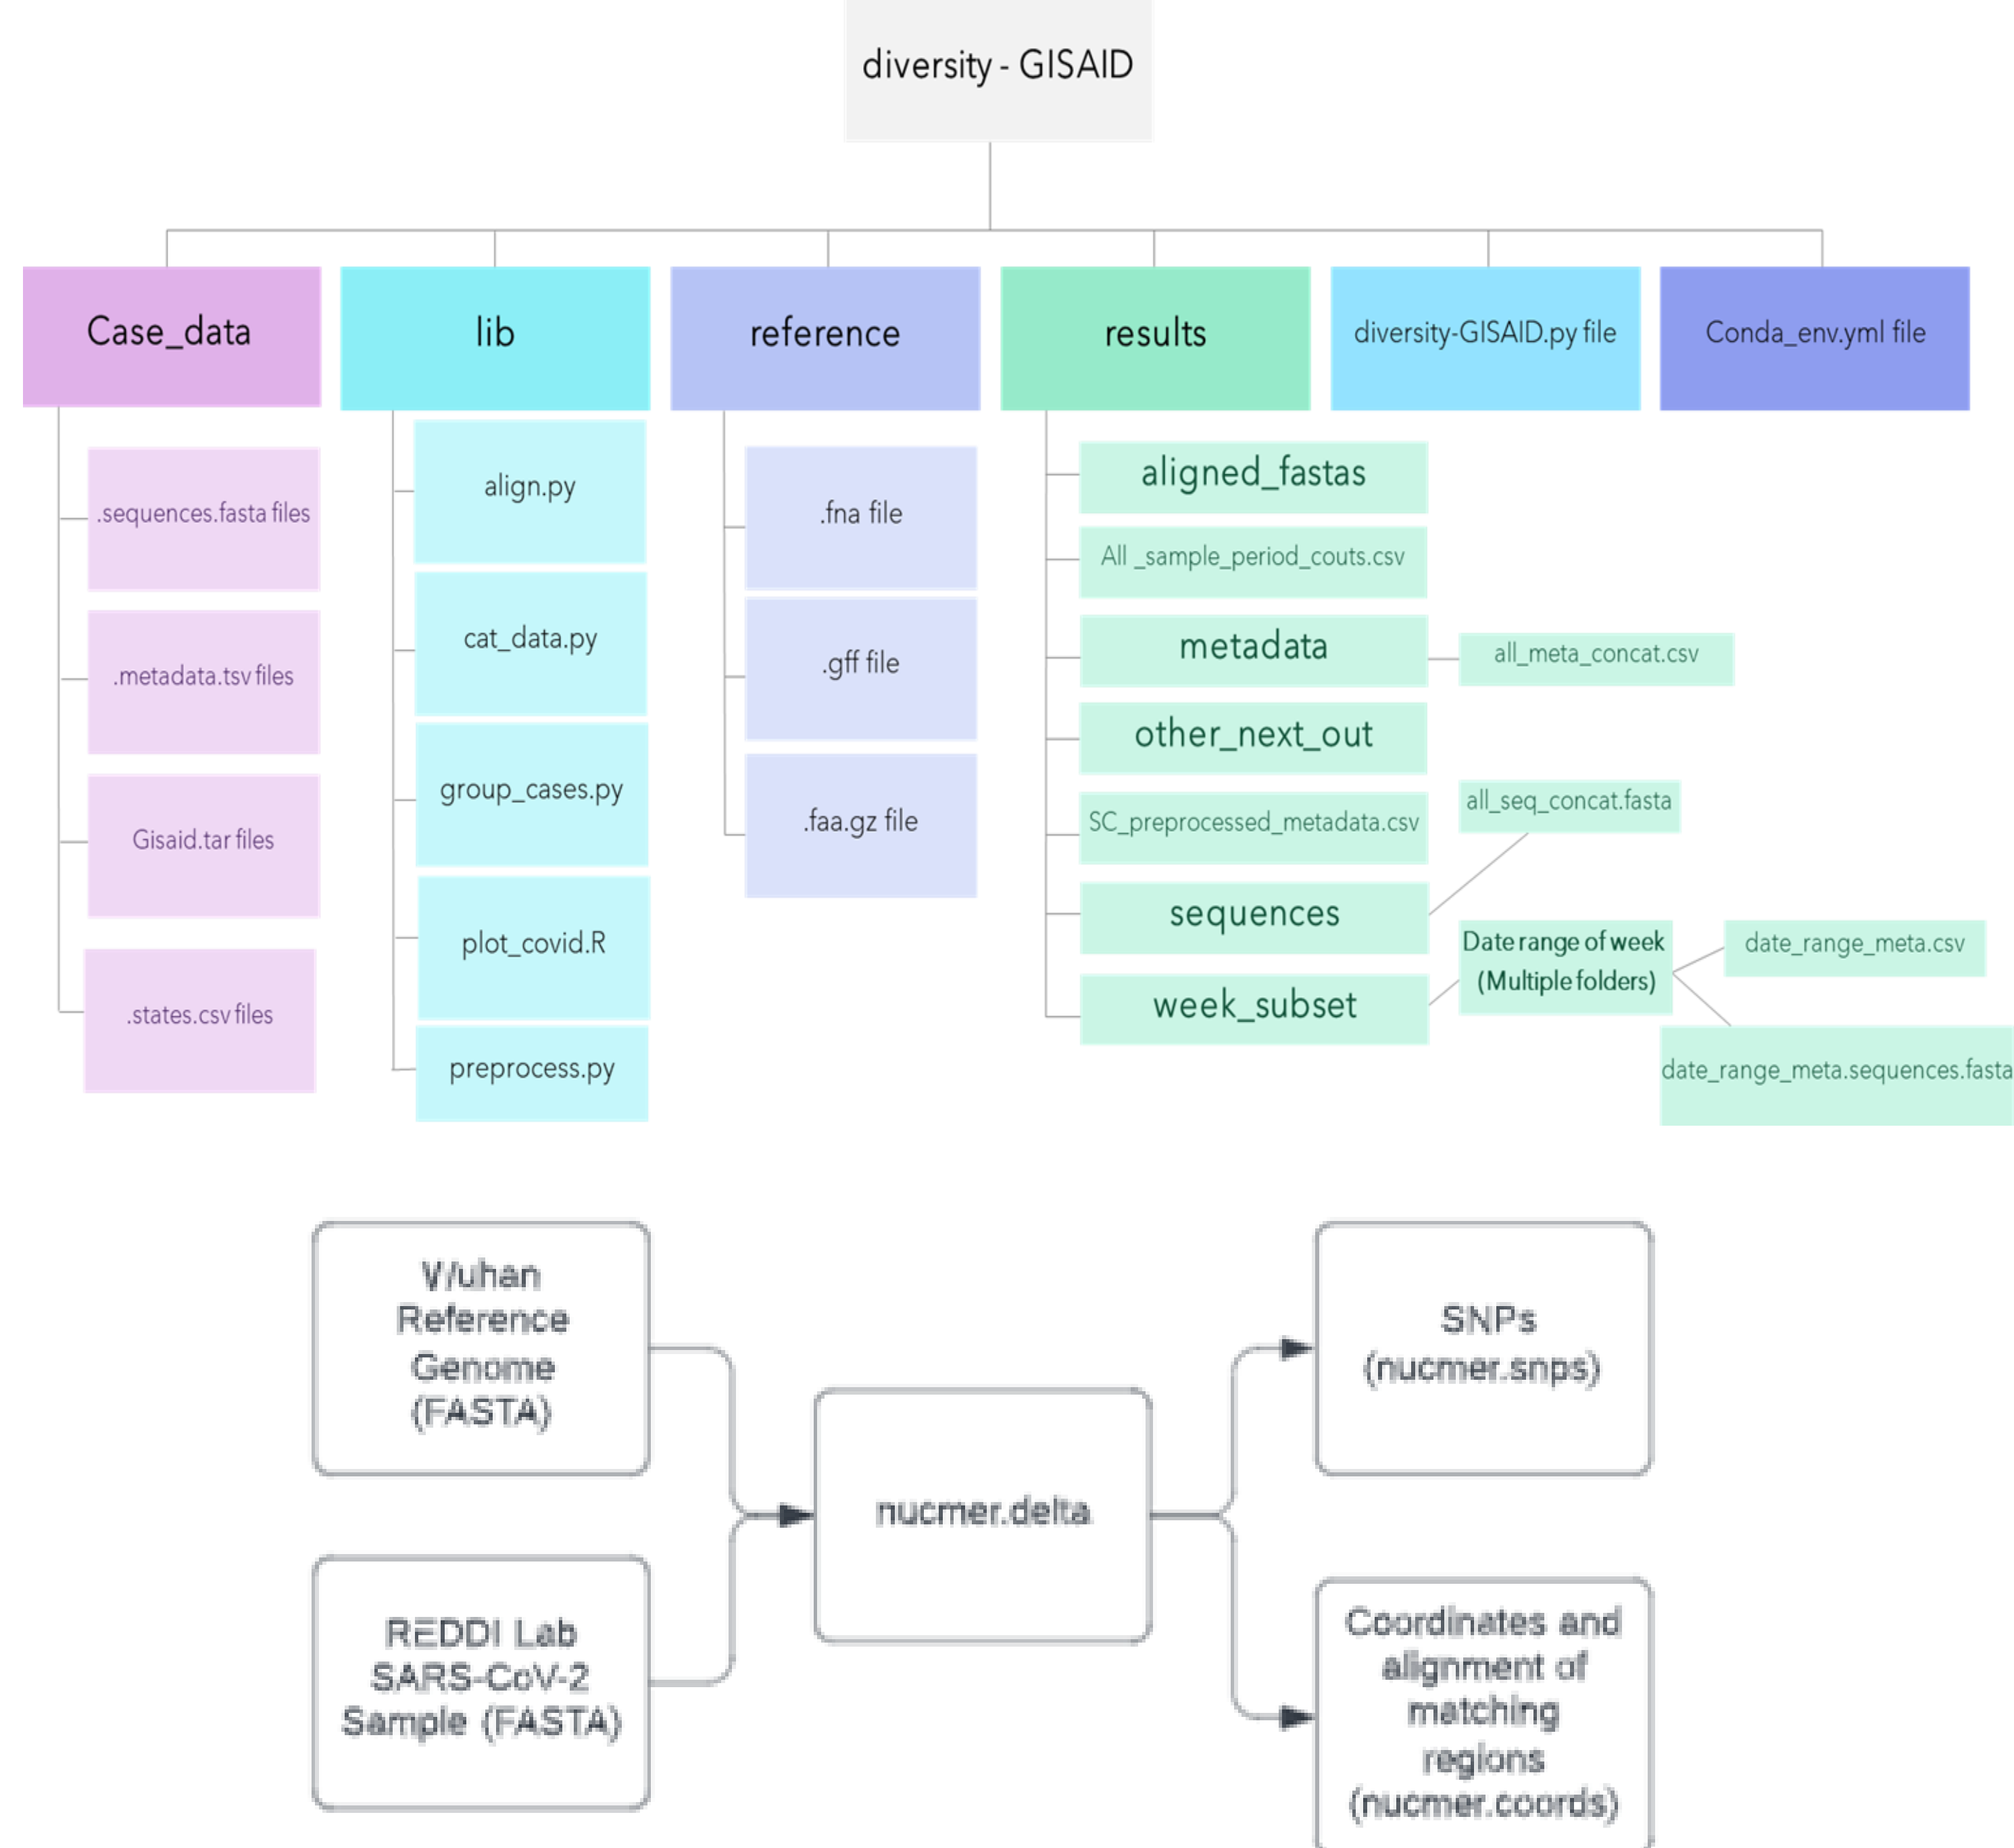 diversity - GISAID
Case_data
lib
reference
results
diversity-GISAID.py file
Conda_env.yml file
.sequences.fasta files
.metadata.tsv files
Gisaid.tar files
.states.csv files
align.py
cat_data.py
group_cases.py
plot_covid.R
preprocess.py
.fna file
.gff file
.faa.gz file
aligned_fastas
All _sample_period_couts.csv
metadata
all_meta_concat.csv
other_next_out
SC_preprocessed_metadata.csv
all_seq_concat.fasta
sequences
week_subset
Date range of week
(Multiple folders)
date_range_meta.csv
date_range_meta.sequences.fasta
Wuhan
Reference
Genome
(FASTA)
REDDI Lab
SARS-CoV-2
Sample (FASTA)
nucmer.delta
SNPs
(nucmer.snps)
Coordinates and
alignment of
matching
regions
(nucmer.coords)